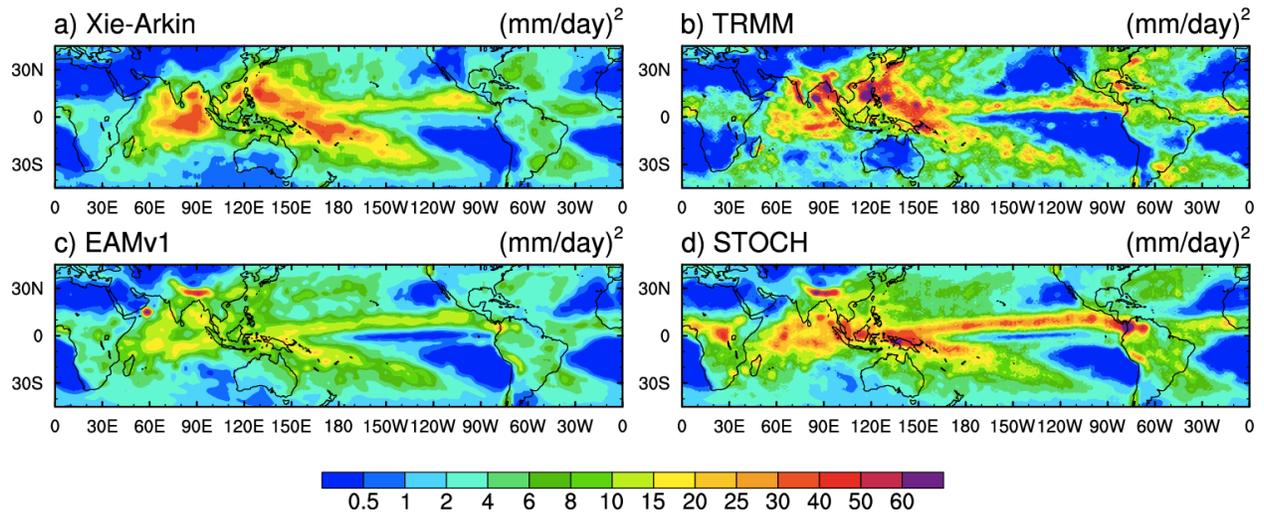 a) Xie-Arkin (mm/day)²
b) TRMM (mm/day)²
30N
0
30S
0 30E 60E 90E 120E 150E 180 150W 120W 90W 60W 30W 0
30N
0
30S
0 30E 60E 90E 120E 150E 180 150W 120W 90W 60W 30W 0
c) EAMv1 (mm/day)²
d) STOCH (mm/day)²
30N
0
30S
0 30E 60E 90E 120E 150E 180 150W 120W 90W 60W 30W 0
30N
0
30S
0 30E 60E 90E 120E 150E 180 150W 120W 90W 60W 30W 0
0.5 1 2 4 6 8 10 15 20 25 30 40 50 60